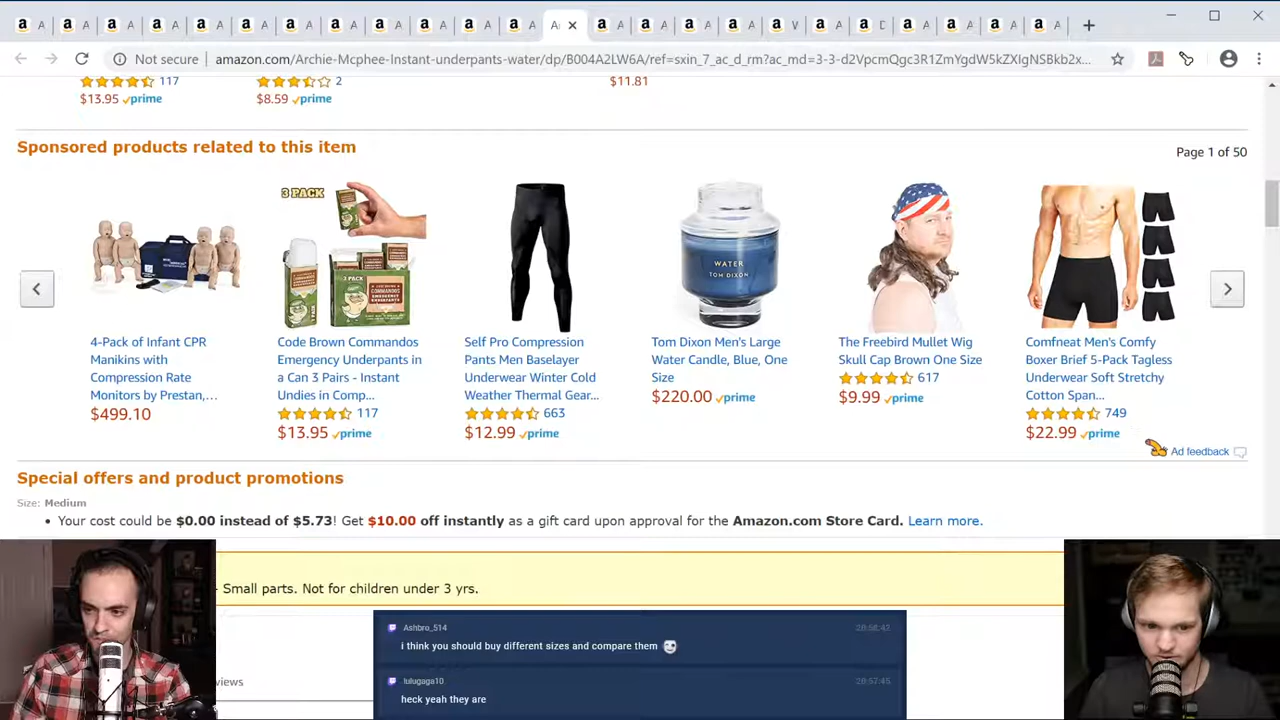 Not secure amazon.com/Archie-Mcphee-Instant-underpants-water/dp/B004A2LW6A/ref=sxin_7_ac_d_rm?ac_md=3-3-d2VpcmQgc3R1ZmYgdW5kZXIgNSBkb2x...
117
2
$11.81
$13.95 prime
$8.59 prime
Sponsored products related to this item
Page 1 of 50
3 PACK
WATER
TOM DIXON
4-Pack of Infant CPR
Manikins with
Compression Rate
Monitors by Prestan,...
$499.10
Code Brown Commandos
Emergency Underpants in
a Can 3 Pairs - Instant
Undies in Comp...
117
$13.95 prime
Self Pro Compression
Pants Men Baselayer
Underwear Winter Cold
Weather Thermal Gear...
663
$12.99 prime
Tom Dixon Men's Large
Water Candle, Blue, One
Size
$220.00 prime
The Freebird Mullet Wig
Skull Cap Brown One Size
617
$9.99 prime
Comfneat Men's Comfy
Boxer Brief 5-Pack Tagless
Underwear Soft Stretchy
Cotton Span...
749
$22.99 prime
Ad feedback
Special offers and product promotions
Size: Medium
• Your cost could be $0.00 instead of $5.73! Get $10.00 off instantly as a gift card upon approval for the Amazon.com Store Card. Learn more.
- Small parts. Not for children under 3 yrs.
views
Ashbro_514 20:58:47
i think you should buy different sizes and compare them
lulugaga10 20:57:45
heck yeah they are